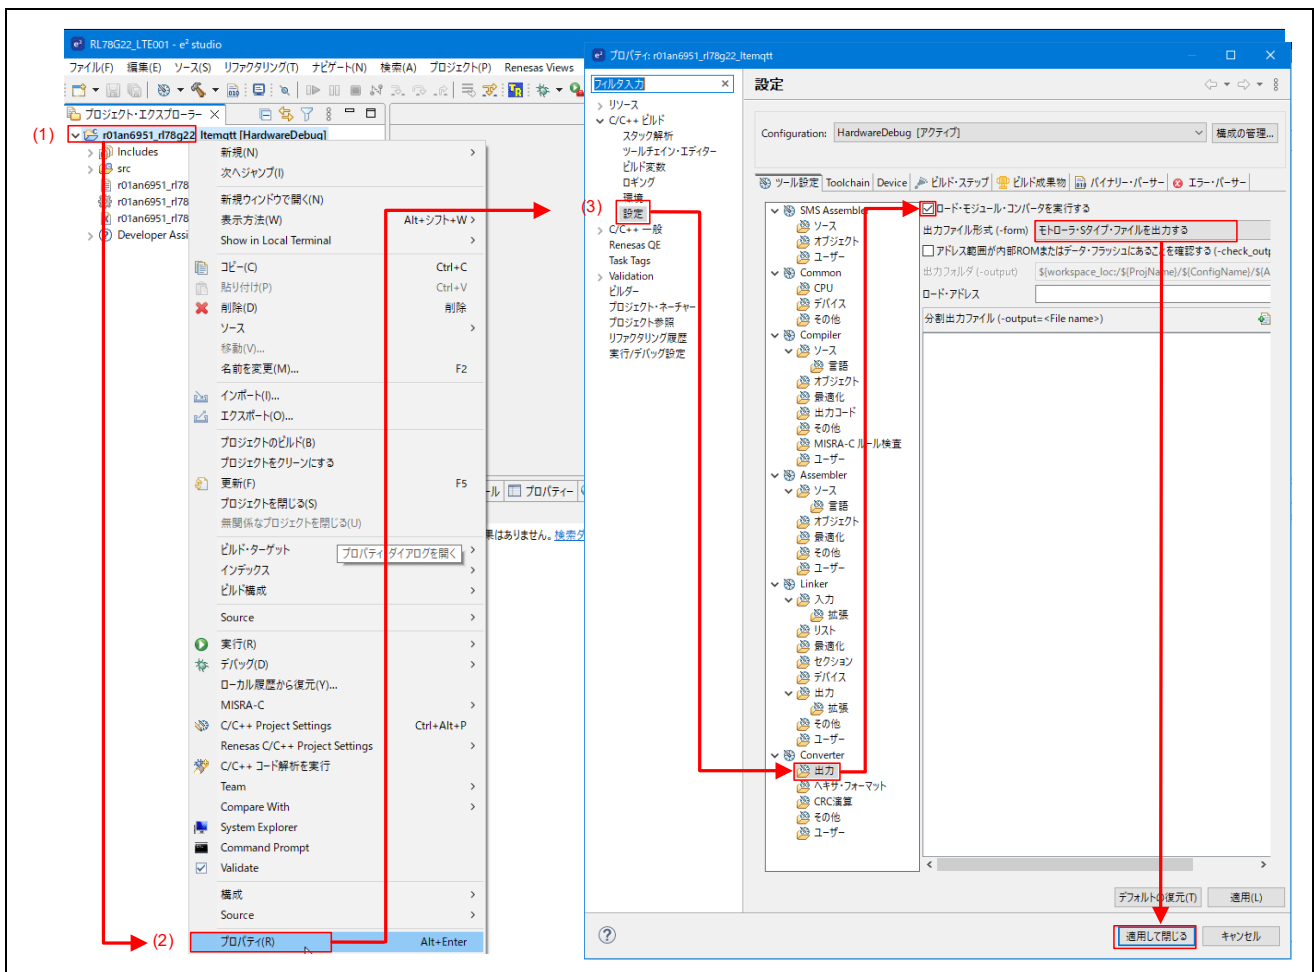 RL78G22_LTE001 - e² studio
ファイル(F) 編集(E) ソース(S) リファクタリング(T) ナビゲート(N) 検索(A) プロジェクト(P) Renesas Views
プロジェクト・エクスプローラー
(1)
r01an6951_rl78g22_ltemqtt [HardwareDebug]
Includes
src
r01an6951_rl78
r01an6951_rl78
r01an6951_rl78
Developer Assi
新規(N)
次へジャンプ(I)
新規ウィンドウで開く(N)
表示方法(W) Alt+シフト+W
Show in Local Terminal
コピー(C) Ctrl+C
貼り付け(P) Ctrl+V
削除(D) 削除
ソース
移動(V)...
名前を変更(M)... F2
インポート(I)...
エクスポート(O)...
プロジェクトのビルド(B)
プロジェクトをクリーンにする
更新(F) F5
プロジェクトを閉じる(S)
無関係なプロジェクトを閉じる(U)
ビルド・ターゲット
プロパティ ダイアログを開く
インデックス
ビルド構成
Source
実行(R)
デバッグ(D)
ローカル履歴から復元(Y)...
MISRA-C
C/C++ Project Settings Ctrl+Alt+P
Renesas C/C++ Project Settings
C/C++ コード解析を実行
Team
Compare With
System Explorer
Command Prompt
Validate
構成
Source
(2)
プロパティ(R) Alt+Enter
ール プロパティー
果はありません。検索ダ
プロパティ: r01an6951_rl78g22_ltemqtt
フィルタ入力
リソース
C/C++ ビルド
スタック解析
ツールチェイン・エディター
ビルド変数
ロギング
環境
(3)
設定
C/C++ 一般
Renesas QE
Task Tags
Validation
ビルダー
プロジェクト・ネーチャー
プロジェクト参照
リファクタリング履歴
実行/デバッグ設定
設定
Configuration: HardwareDebug [アクティブ] 構成の管理...
ツール設定 Toolchain Device ビルド・ステップ ビルド成果物 バイナリー・パーサー エラー・パーサー
SMS Assembler
ソース
オブジェクト
ユーザー
Common
CPU
デバイス
その他
Compiler
ソース
言語
オブジェクト
最適化
出力コード
その他
MISRA-C ルール検査
ユーザー
Assembler
ソース
言語
オブジェクト
最適化
その他
ユーザー
Linker
入力
拡張
リスト
最適化
セクション
デバイス
出力
拡張
その他
ユーザー
Converter
出力
ヘキサ・フォーマット
CRC演算
その他
ユーザー
ロード・モジュール・コンバータを実行する
出力ファイル形式 (-form) モトローラ・Sタイプ・ファイルを出力する
アドレス範囲が内部ROMまたはデータ・フラッシュにあることを確認する (-check_outp
出力フォルダ (-output) ${workspace_loc:/${ProjName}/${ConfigName}/${A
ロード・アドレス
分割出力ファイル (-output=<File name>)
デフォルトの復元(T) 適用(L)
適用して閉じる キャンセル